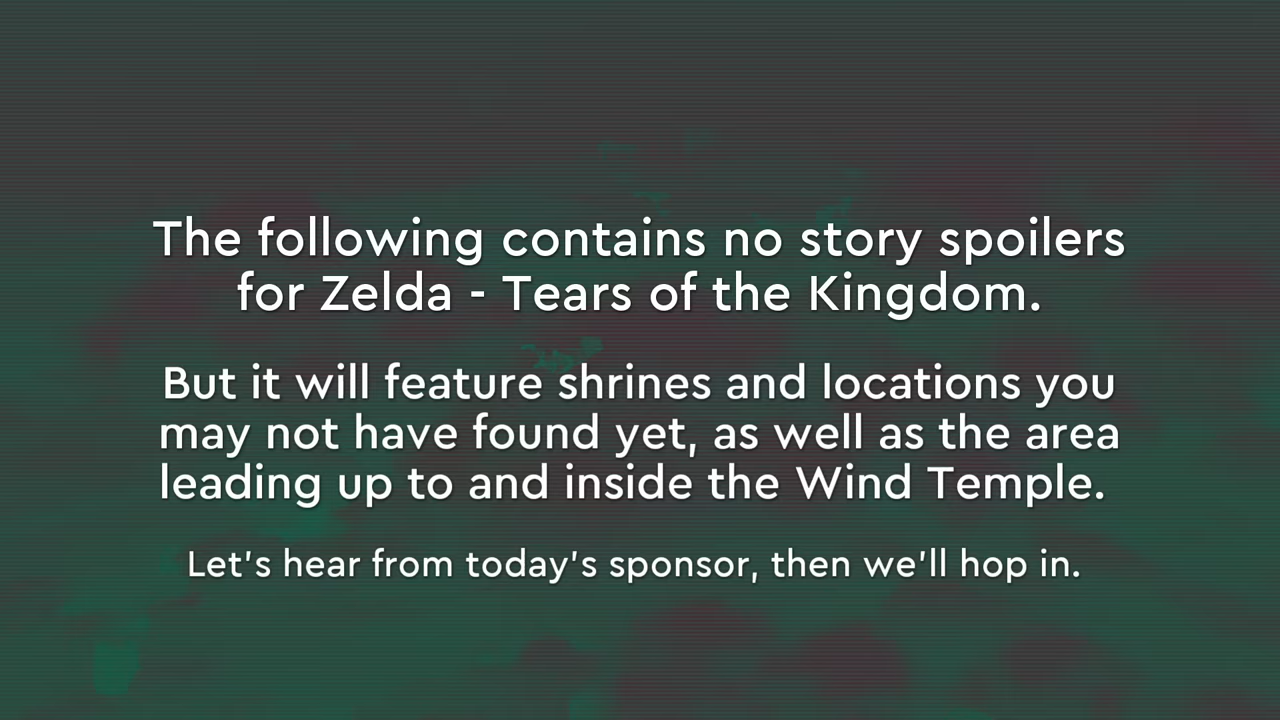 The following contains no story spoilers
for Zelda - Tears of the Kingdom.
But it will feature shrines and locations you
may not have found yet, as well as the area
leading up to and inside the Wind Temple.
Let's hear from today's sponsor, then we'll hop in.